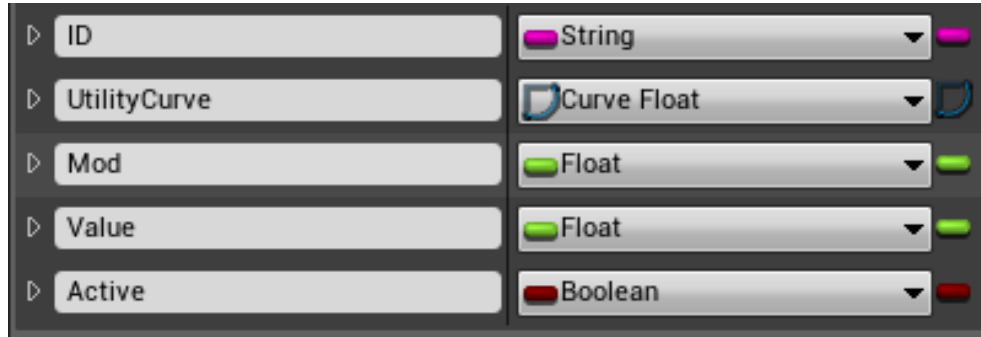 ID String
UtilityCurve Curve Float
Mod Float
Value Float
Active Boolean